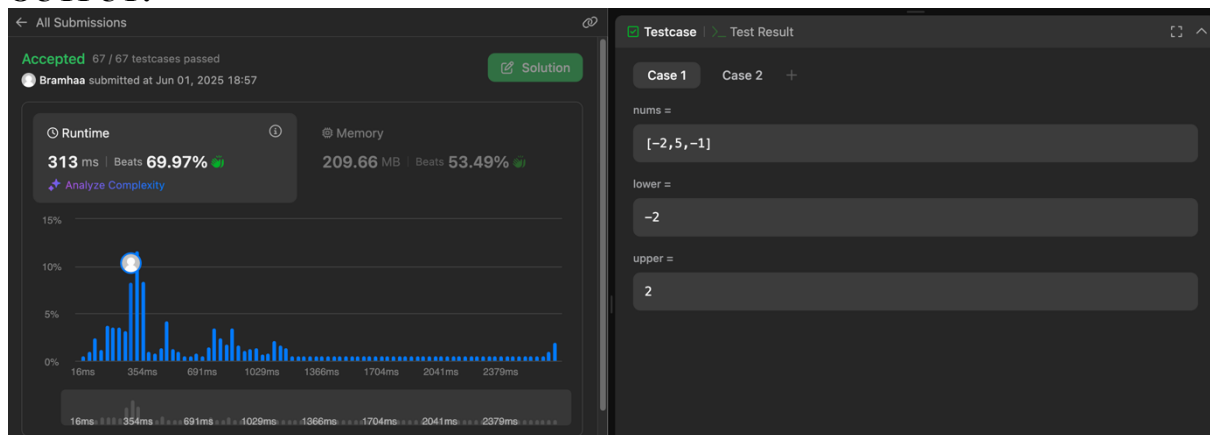 ← All Submissions
Accepted 67 / 67 testcases passed
Bramhaa submitted at Jun 01, 2025 18:57
Solution
Runtime
313 ms | Beats 69.97%
Analyze Complexity
Memory
209.66 MB | Beats 53.49%
15%
10%
5%
0%
16ms 354ms 691ms 1029ms 1366ms 1704ms 2041ms 2379ms
16ms 354ms 691ms 1029ms 1366ms 1704ms 2041ms 2379ms
Testcase | >_ Test Result
Case 1 Case 2 +
nums =
[-2,5,-1]
lower =
-2
upper =
2